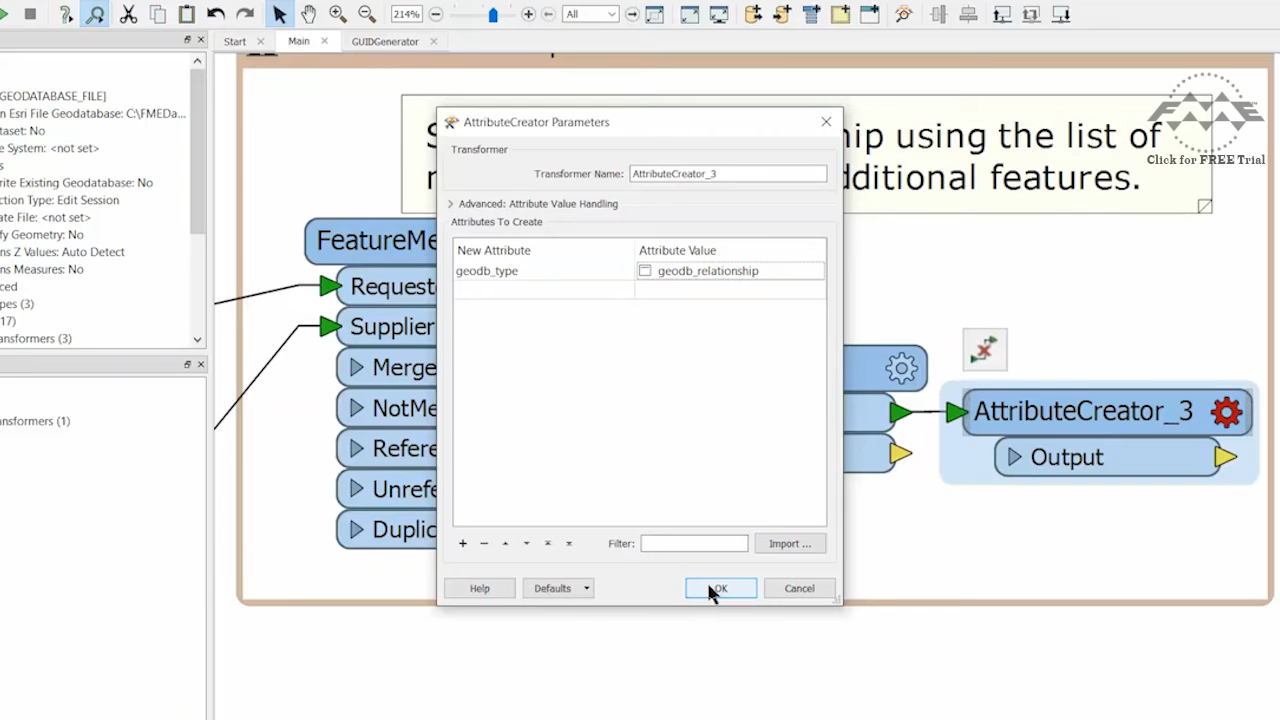 214%
All
Start
Main
GUIDGenerator
GEODATABASE_FILE]
n Esri File Geodatabase: C:\FMEDa...
taset: No
e System: <not set>
s
rite Existing Geodatabase: No
ction Type: Edit Session
ate File: <not set>
fy Geometry: No
ns Z Values: Auto Detect
ns Measures: No
ced
pes (3)
17)
ansformers (3)
ansformers (1)
hip using the list of
dditional features.
FME
Click for FREE Trial
FeatureMe
Requesto
Supplier
Merge
NotMe
Refere
Unrefe
Duplic
AttributeCreator Parameters
Transformer
Transformer Name: AttributeCreator_3
Advanced: Attribute Value Handling
Attributes To Create
New Attribute Attribute Value
geodb_type geodb_relationship
Filter: Import ...
Help Defaults OK Cancel
AttributeCreator_3
Output